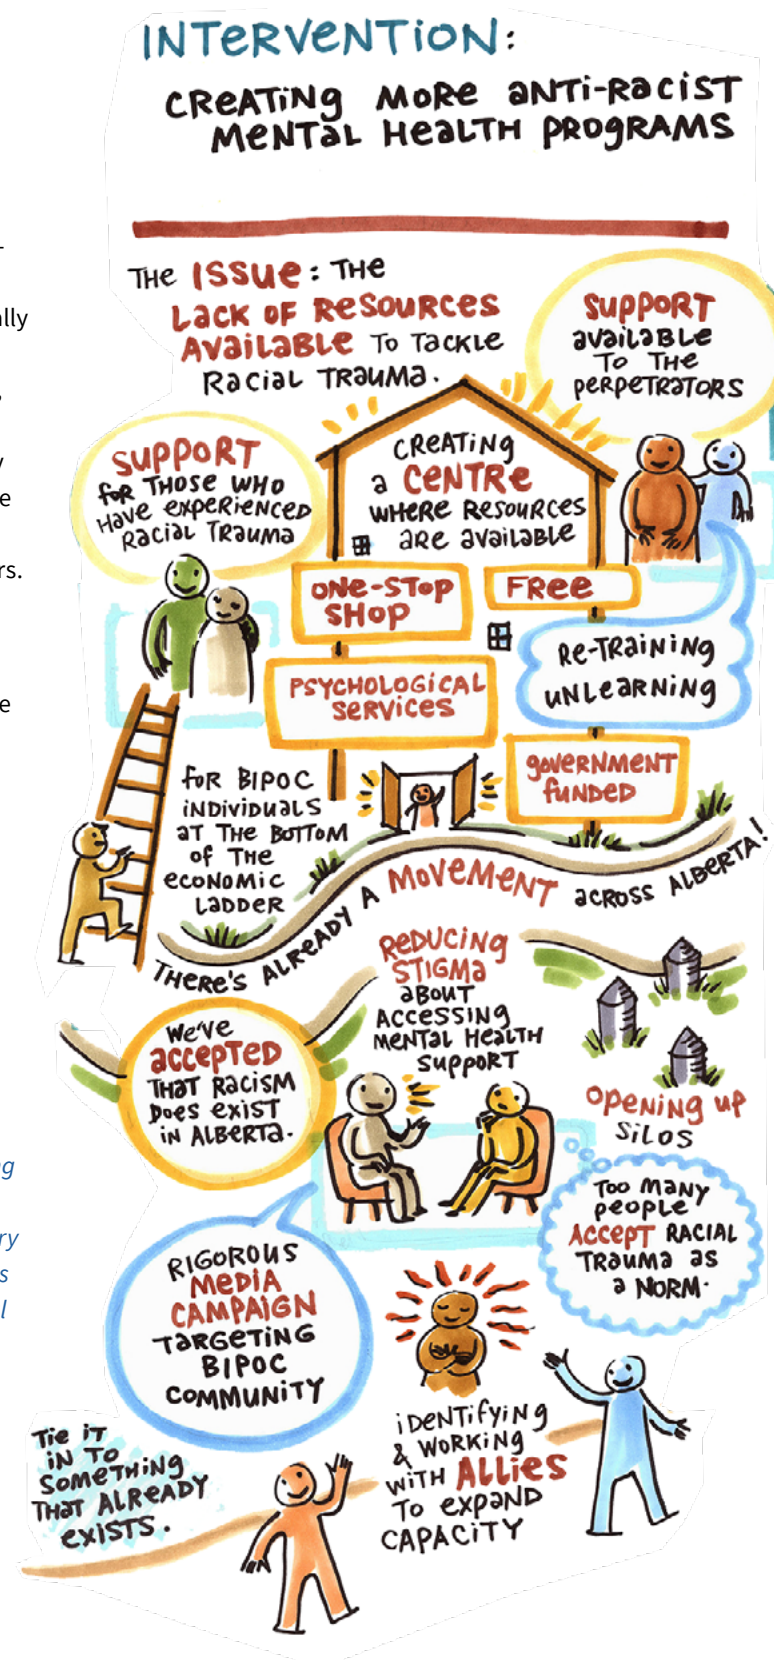 INTERVENTION:
CREATING MORE ANTI-RACIST
MENTAL HEALTH PROGRAMS
THE ISSUE: THE
LACK OF RESOURCES
AVAILABLE TO TACKLE
RACIAL TRAUMA.
SUPPORT
AVAILABLE
TO THE
PERPETRATORS
SUPPORT
FOR THOSE WHO
HAVE EXPERIENCED
RACIAL TRAUMA
CREATING
A CENTRE
WHERE RESOURCES
ARE AVAILABLE
ONE-STOP
SHOP
FREE
RE-TRAINING
UNLEARNING
PSYCHOLOGICAL
SERVICES
GOVERNMENT
FUNDED
FOR BIPOC
INDIVIDUALS
AT THE BOTTOM
OF THE
ECONOMIC
LADDER
THERE'S ALREADY A MOVEMENT ACROSS ALBERTA!
REDUCING
STIGMA
ABOUT
ACCESSING
MENTAL HEALTH
SUPPORT
WE'VE
ACCEPTED
THAT RACISM
DOES EXIST
IN ALBERTA.
OPENING UP
SILOS
TOO MANY
PEOPLE
ACCEPT RACIAL
TRAUMA AS
A NORM.
RIGOROUS
MEDIA
CAMPAIGN
TARGETING
BIPOC
COMMUNITY
IDENTIFYING
& WORKING
WITH ALLIES
TO EXPAND
CAPACITY
TIE IT
IN TO
SOMETHING
THAT ALREADY
EXISTS.